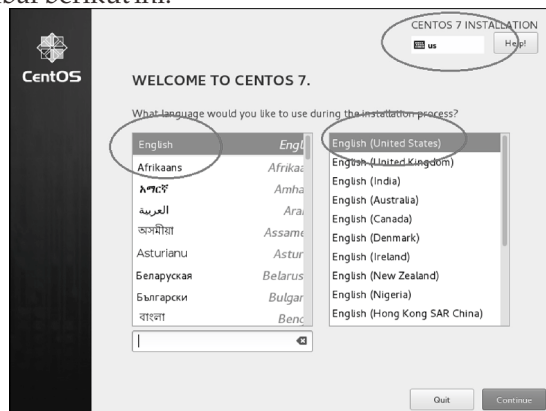 CENTOS 7 INSTALLATION
us
Help!
CentOS
WELCOME TO CENTOS 7.
What language would you like to use during the installation process?
English Engl
Afrikaans Afrikaa
አማርኛ Amha
العربية Ara
অসমীয়া Assame
Asturianu Astur
Беларуская Belarus
Български Bulgar
বাংলা Beng
English (United States)
English (United Kingdom)
English (India)
English (Australia)
English (Canada)
English (Denmark)
English (Ireland)
English (New Zealand)
English (Nigeria)
English (Hong Kong SAR China)
Quit
Continue